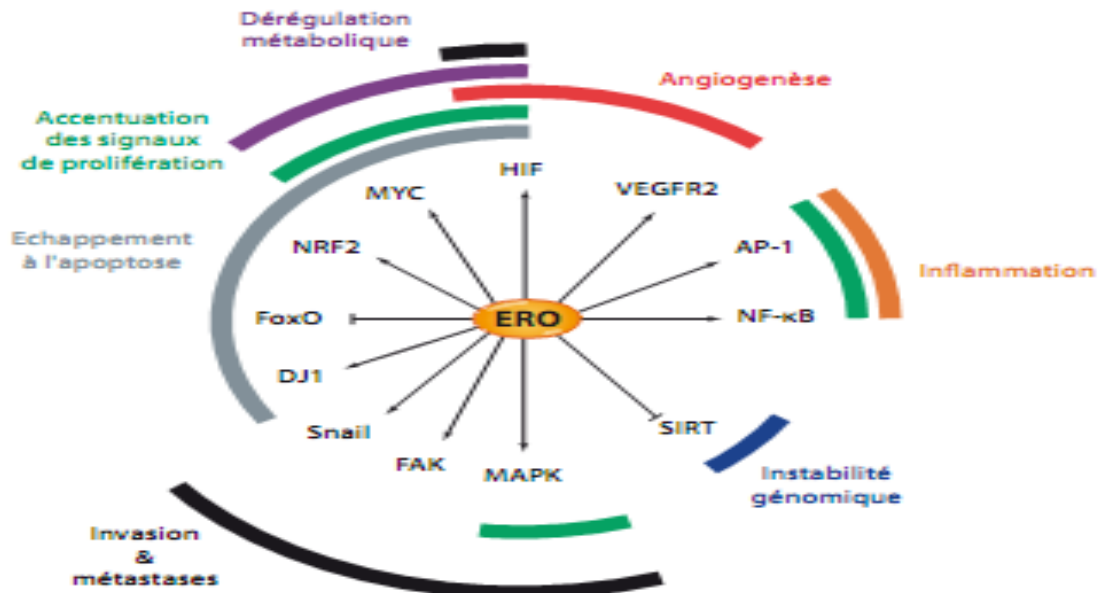 Dérégulation
métabolique
Angiogenèse
Accentuation
des signaux
de prolifération
HIF
MYC
VEGFR2
Echappement
à l'apoptose
NRF2
AP-1
Inflammation
FoxO
ERO
NF-κB
DJ1
Snail
SIRT
FAK
MAPK
Instabilité
génomique
Invasion
&
métastases